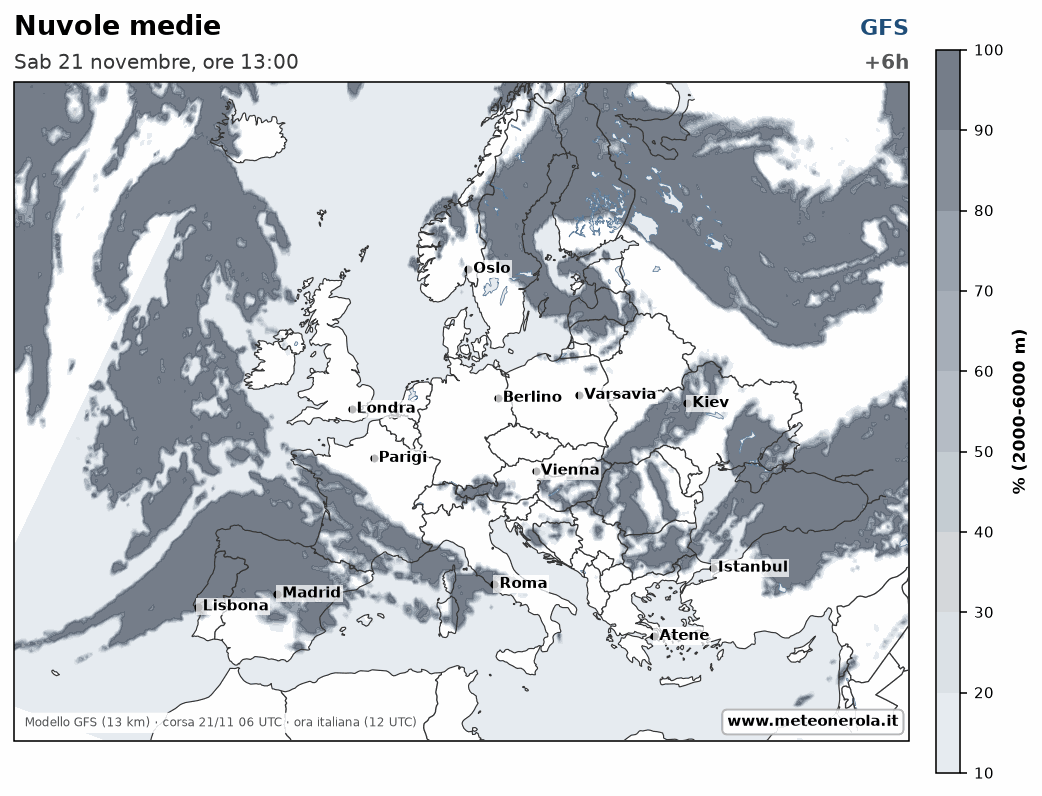 Nuvole medie
GFS
Sab 21 novembre, ore 13:00
+6h
100
90
80
70
60
50
40
30
20
10
% (2000-6000 m)
Oslo
Berlino
Varsavia
Kiev
Londra
Parigi
Vienna
Istanbul
Roma
Madrid
Lisbona
Atene
Modello GFS (13 km) · corsa 21/11 06 UTC · ora italiana (12 UTC)
www.meteonerola.it